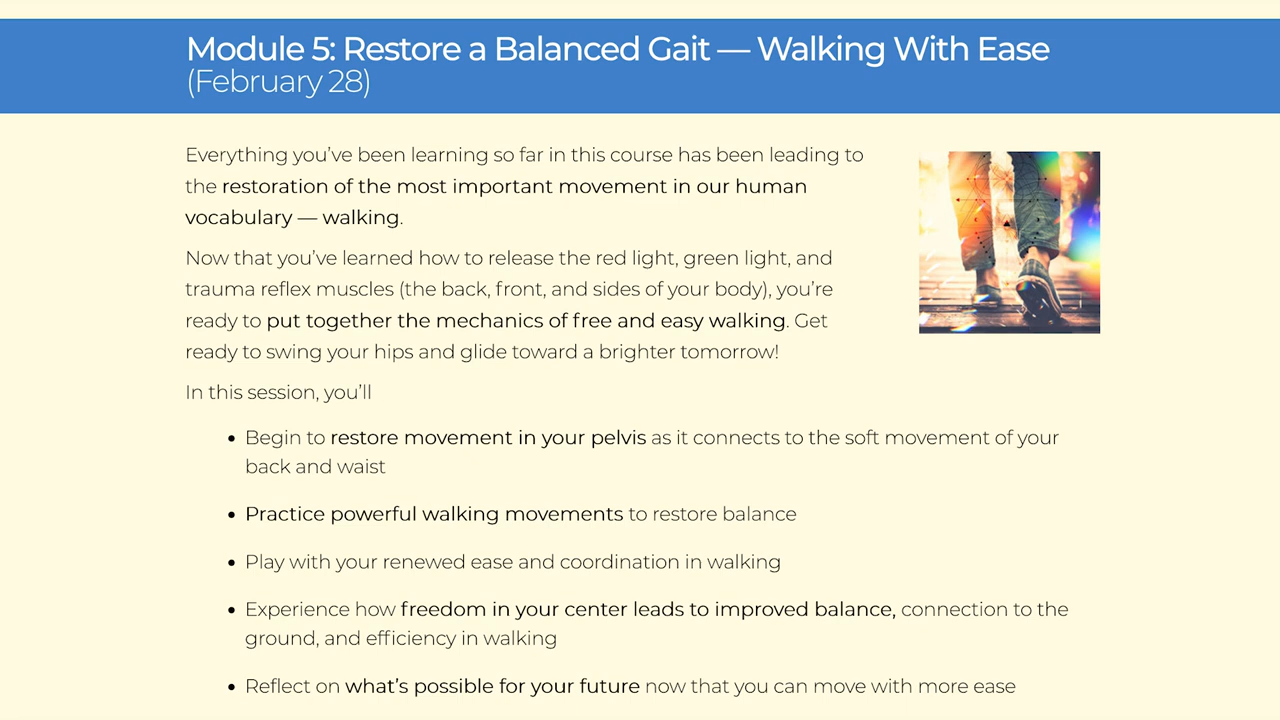 Module 5: Restore a Balanced Gait — Walking With Ease
(February 28)
Everything you’ve been learning so far in this course has been leading to
the restoration of the most important movement in our human
vocabulary — walking.
Now that you’ve learned how to release the red light, green light, and
trauma reflex muscles (the back, front, and sides of your body), you’re
ready to put together the mechanics of free and easy walking. Get
ready to swing your hips and glide toward a brighter tomorrow!
In this session, you’ll
• Begin to restore movement in your pelvis as it connects to the soft movement of your
back and waist
• Practice powerful walking movements to restore balance
• Play with your renewed ease and coordination in walking
• Experience how freedom in your center leads to improved balance, connection to the
ground, and efficiency in walking
• Reflect on what’s possible for your future now that you can move with more ease